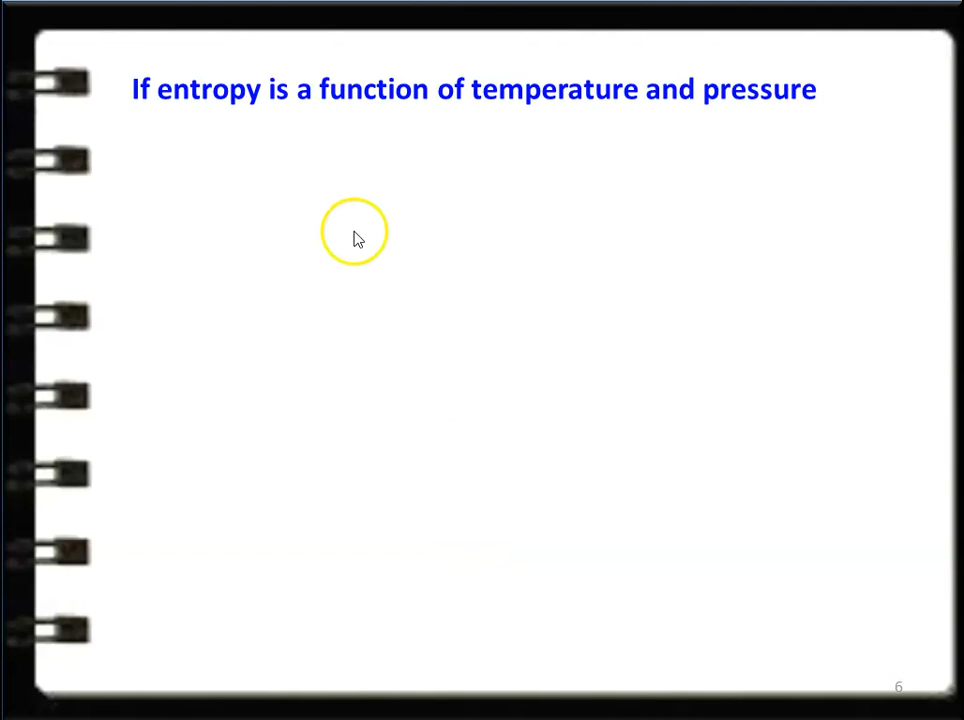 If entropy is a function of temperature and pressure
6